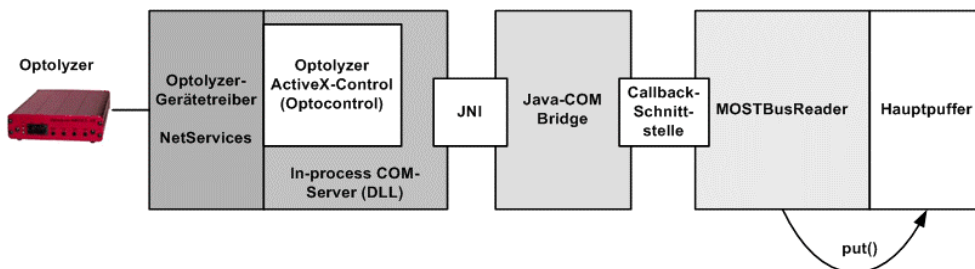 Optolyzer
Optolyzer-
Gerätetreiber
NetServices
Optolyzer
ActiveX-Control
(Optocontrol)
In-process COM-
Server (DLL)
JNI
Java-COM
Bridge
Callback-
Schnitt-
stelle
MOSTBusReader
Hauptpuffer
put()